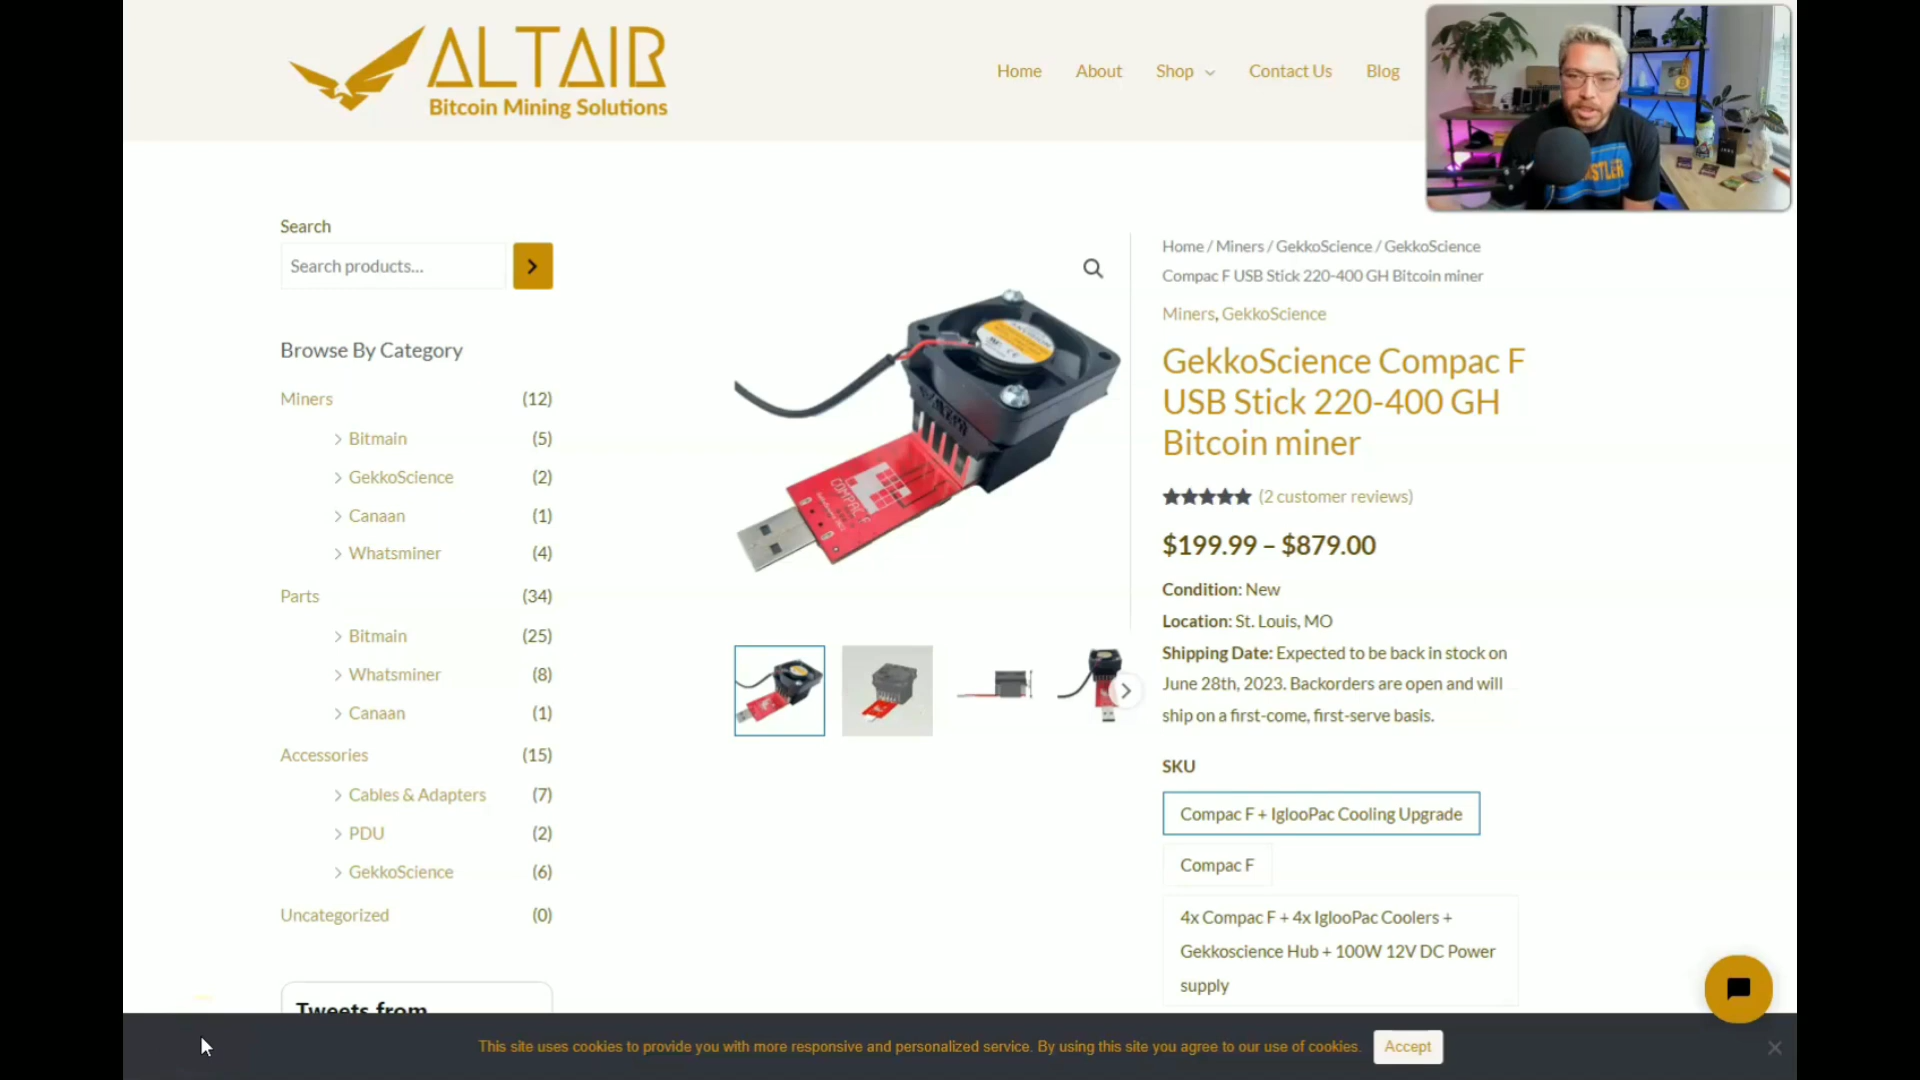 ALTAIR
Bitcoin Mining Solutions
Home
About
Shop
Contact Us
Blog
Search
Search products...
Browse By Category
Miners (12)
Bitmain (5)
GekkoScience (2)
Canaan (1)
Whatsminer (4)
Parts (34)
Bitmain (25)
Whatsminer (8)
Canaan (1)
Accessories (15)
Cables & Adapters (7)
PDU (2)
GekkoScience (6)
Uncategorized (0)
Tweets from
COMPAC F
Home / Miners / GekkoScience / GekkoScience
Compac F USB Stick 220-400 GH Bitcoin miner
Miners, GekkoScience
GekkoScience Compac F
USB Stick 220-400 GH
Bitcoin miner
(2 customer reviews)
$199.99 – $879.00
Condition: New
Location: St. Louis, MO
Shipping Date: Expected to be back in stock on
June 28th, 2023. Backorders are open and will
ship on a first-come, first-serve basis.
SKU
Compac F + IglooPac Cooling Upgrade
Compac F
4x Compac F + 4x IglooPac Coolers +
Gekkoscience Hub + 100W 12V DC Power
supply
This site uses cookies to provide you with more responsive and personalized service. By using this site you agree to our use of cookies.
Accept